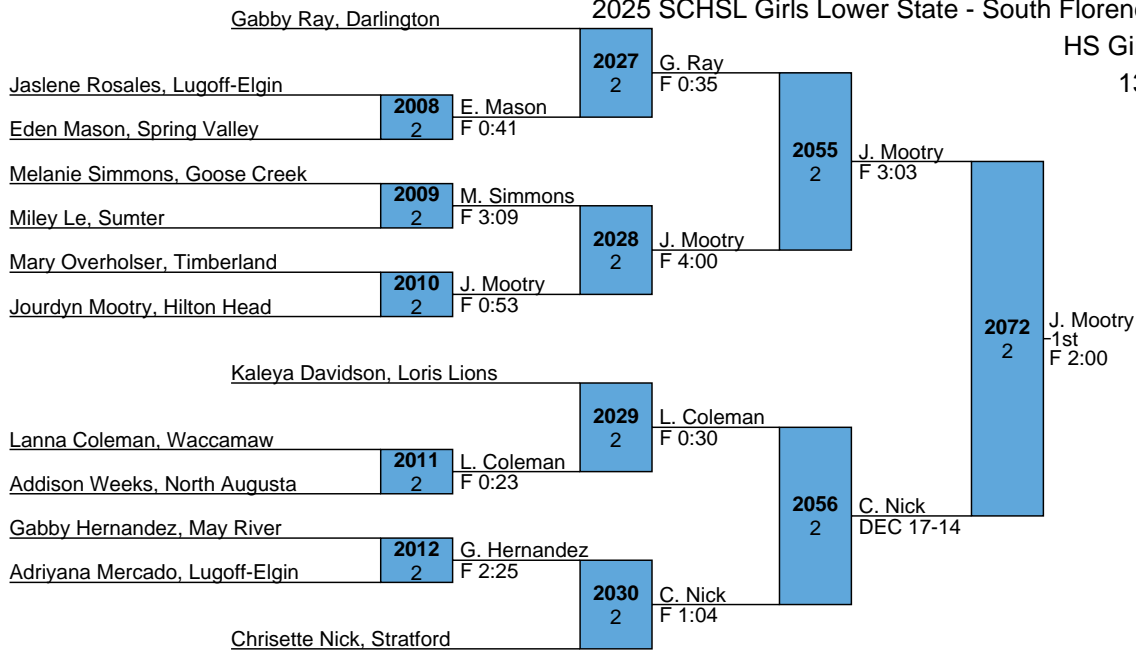 2025 SCHSL Girls Lower State - South Floren
HS Gi
13
Gabby Ray, Darlington
2027
2
G. Ray
F 0:35
Jaslene Rosales, Lugoff-Elgin
2008
2
E. Mason
F 0:41
Eden Mason, Spring Valley
2055
2
J. Mootry
F 3:03
Melanie Simmons, Goose Creek
2009
2
M. Simmons
F 3:09
Miley Le, Sumter
2028
2
J. Mootry
F 4:00
Mary Overholser, Timberland
2010
2
J. Mootry
F 0:53
Jourdyn Mootry, Hilton Head
2072
2
J. Mootry
1st
F 2:00
Kaleya Davidson, Loris Lions
2029
2
L. Coleman
F 0:30
Lanna Coleman, Waccamaw
2011
2
L. Coleman
F 0:23
Addison Weeks, North Augusta
2056
2
C. Nick
DEC 17-14
Gabby Hernandez, May River
2012
2
G. Hernandez
F 2:25
Adriyana Mercado, Lugoff-Elgin
2030
2
C. Nick
F 1:04
Chrisette Nick, Stratford